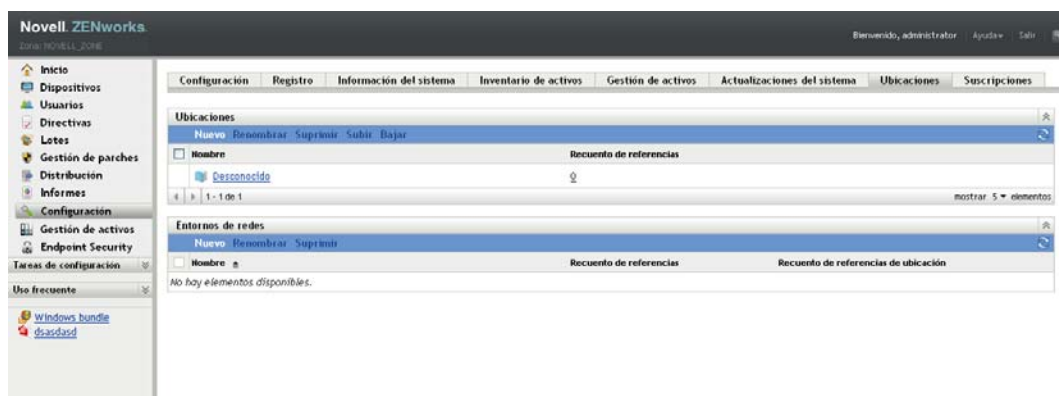 Novell ZENworks
Zona: NOVELL_ZONE
Bienvenido, administrator Ayuda Salir
Inicio
Dispositivos
Usuarios
Directivas
Lotes
Gestión de parches
Distribución
Informes
Configuración
Gestión de activos
Endpoint Security
Tareas de configuración
Uso frecuente
Windows bundle
dsasdasd
Configuración Registro Información del sistema Inventario de activos Gestión de activos Actualizaciones del sistema Ubicaciones Suscripciones
Ubicaciones
Nuevo Renombrar Suprimir Subir Bajar
Nombre Recuento de referencias
Desconocido 0
1 - 1 de 1 mostrar 5 elementos
Entornos de redes
Nuevo Renombrar Suprimir
Nombre Recuento de referencias Recuento de referencias de ubicación
No hay elementos disponibles.